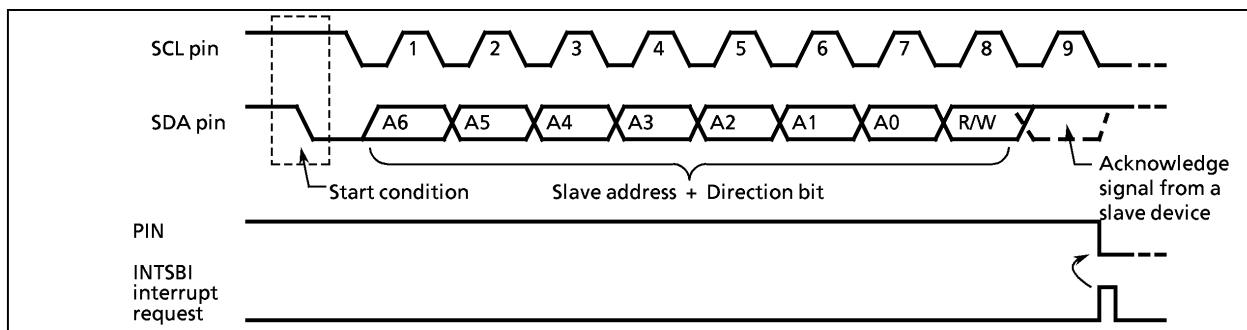 SCL pin
1 2 3 4 5 6 7 8 9
SDA pin
A6 A5 A4 A3 A2 A1 A0 R/W
Start condition
Slave address + Direction bit
Acknowledge
signal from a
slave device
PIN
INTSBI
interrupt
request